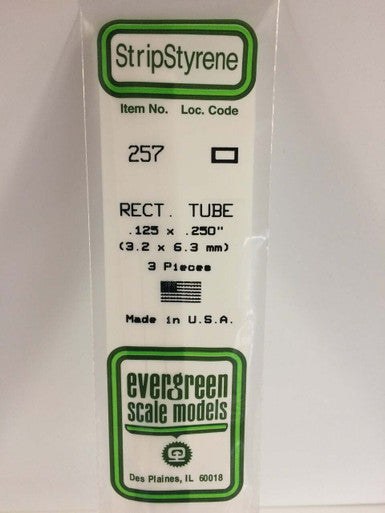 StripStyrene
Item No. Loc. Code
257
RECT. TUBE
.125 x .250"
(3.2 x 6.3 mm)
3 Pieces
Made in U.S.A.
evergreen
scale models
Des Plaines, IL 60018